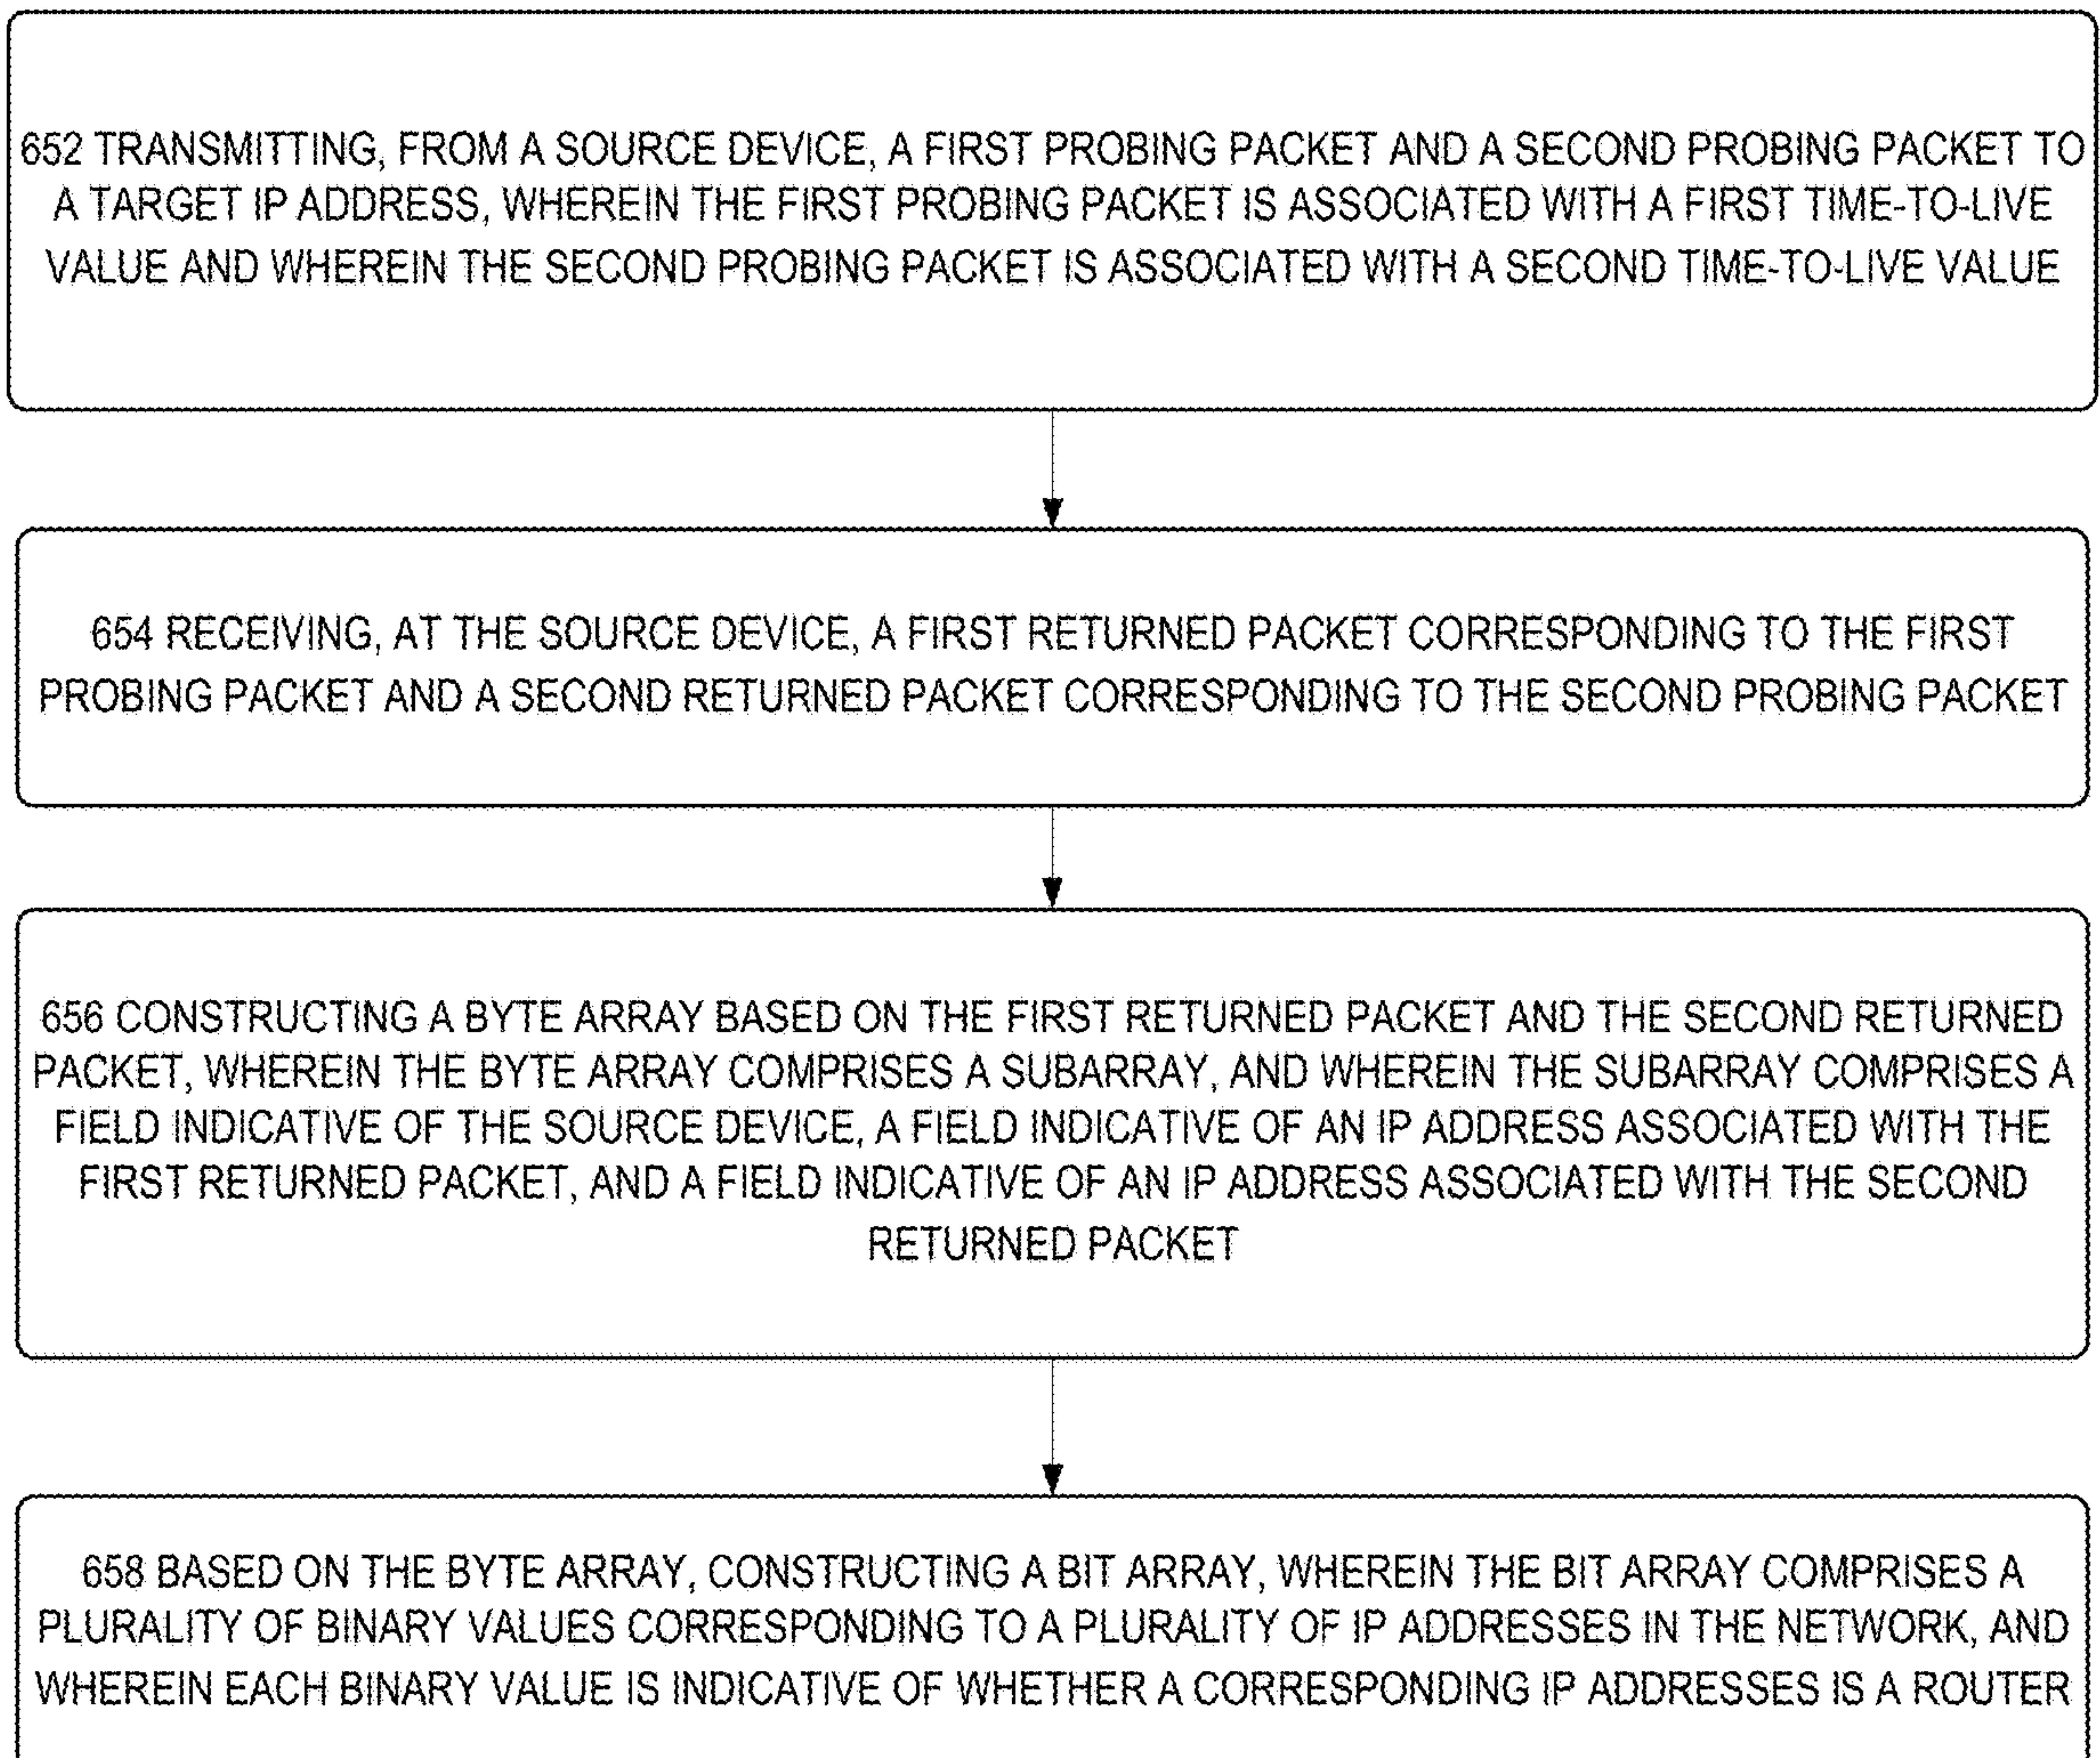 652 TRANSMITTING, FROM A SOURCE DEVICE, A FIRST PROBING PACKET AND A SECOND PROBING PACKET TO
A TARGET IP ADDRESS, WHEREIN THE FIRST PROBING PACKET IS ASSOCIATED WITH A FIRST TIME-TO-LIVE
VALUE AND WHEREIN THE SECOND PROBING PACKET IS ASSOCIATED WITH A SECOND TIME-TO-LIVE VALUE
654 RECEIVING, AT THE SOURCE DEVICE, A FIRST RETURNED PACKET CORRESPONDING TO THE FIRST
PROBING PACKET AND A SECOND RETURNED PACKET CORRESPONDING TO THE SECOND PROBING PACKET
656 CONSTRUCTING A BYTE ARRAY BASED ON THE FIRST RETURNED PACKET AND THE SECOND RETURNED
PACKET, WHEREIN THE BYTE ARRAY COMPRISES A SUBARRAY, AND WHEREIN THE SUBARRAY COMPRISES A
FIELD INDICATIVE OF THE SOURCE DEVICE, A FIELD INDICATIVE OF AN IP ADDRESS ASSOCIATED WITH THE
FIRST RETURNED PACKET, AND A FIELD INDICATIVE OF AN IP ADDRESS ASSOCIATED WITH THE SECOND
RETURNED PACKET
658 BASED ON THE BYTE ARRAY, CONSTRUCTING A BIT ARRAY, WHEREIN THE BIT ARRAY COMPRISES A
PLURALITY OF BINARY VALUES CORRESPONDING TO A PLURALITY OF IP ADDRESSES IN THE NETWORK, AND
WHEREIN EACH BINARY VALUE IS INDICATIVE OF WHETHER A CORRESPONDING IP ADDRESSES IS A ROUTER